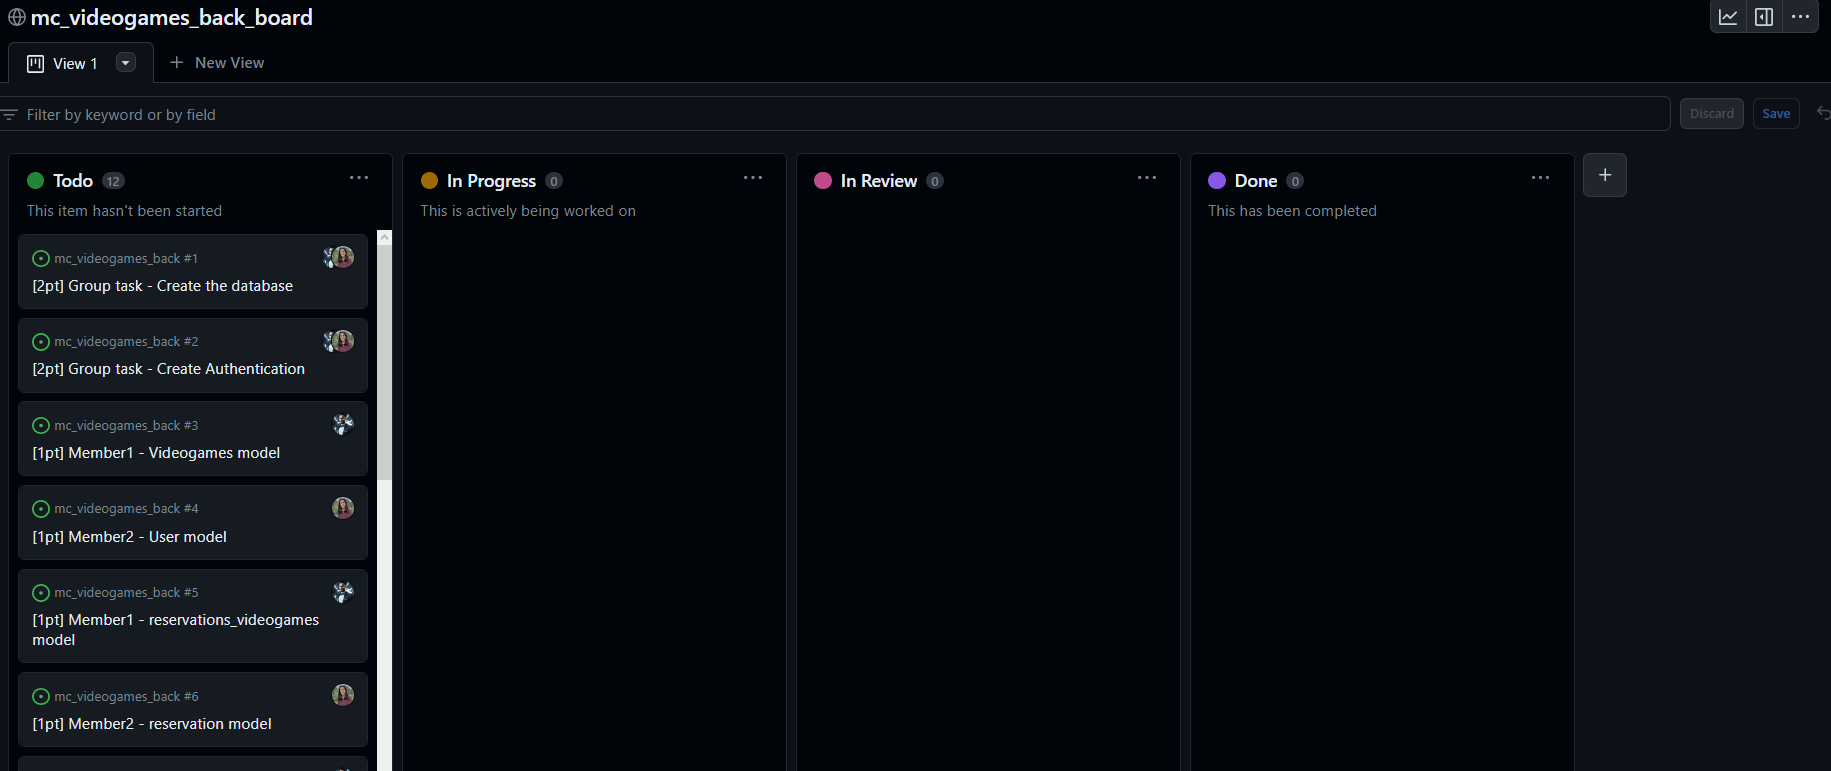 mc_videogames_back_board
View 1
New View
Filter by keyword or by field
Discard
Save
Todo 12
This item hasn't been started
mc_videogames_back #1
[2pt] Group task - Create the database
mc_videogames_back #2
[2pt] Group task - Create Authentication
mc_videogames_back #3
[1pt] Member1 - Videogames model
mc_videogames_back #4
[1pt] Member2 - User model
mc_videogames_back #5
[1pt] Member1 - reservations_videogames
model
mc_videogames_back #6
[1pt] Member2 - reservation model
In Progress 0
This is actively being worked on
In Review 0
Done 0
This has been completed